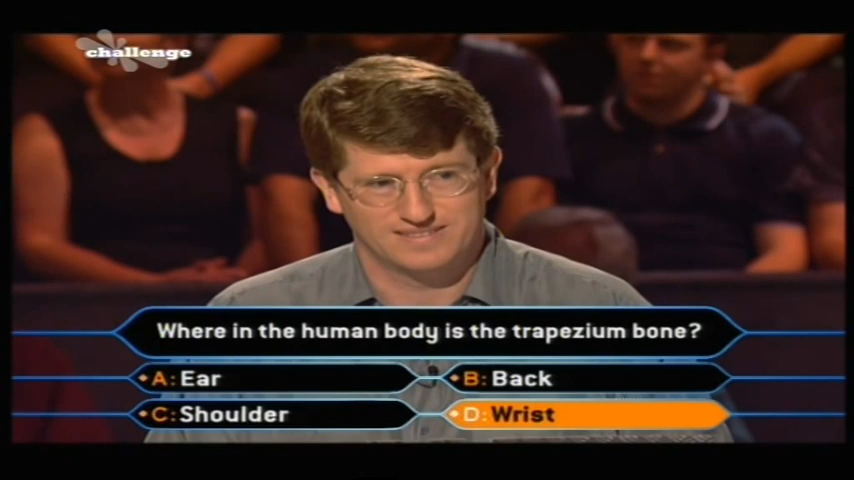 challenge
Where in the human body is the trapezium bone?
A: Ear
B: Back
C: Shoulder
D: Wrist